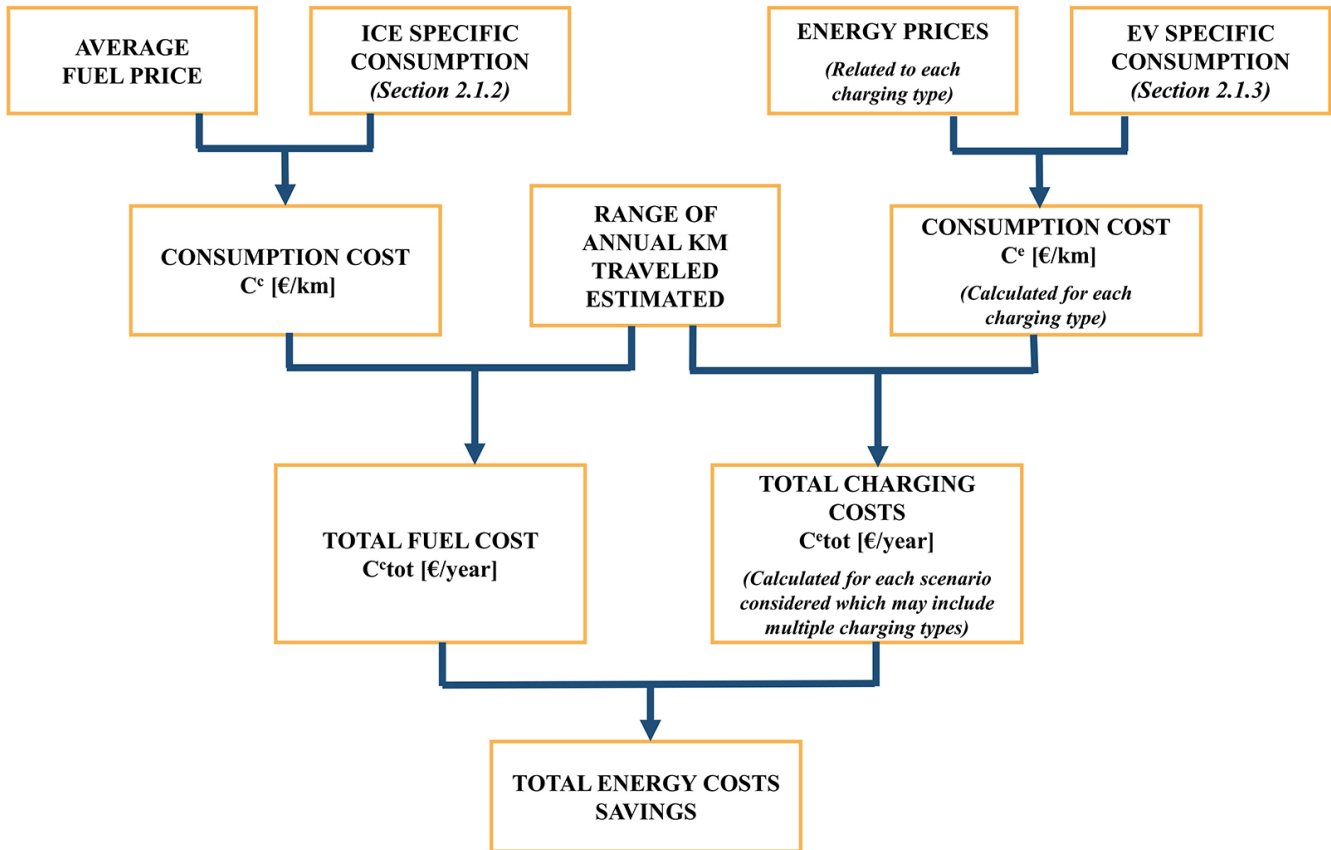 AVERAGE
FUEL PRICE
ICE SPECIFIC
CONSUMPTION
(Section 2.1.2)
ENERGY PRICES
(Related to each
charging type)
EV SPECIFIC
CONSUMPTION
(Section 2.1.3)
CONSUMPTION COST
Cᶜ [€/km]
RANGE OF
ANNUAL KM
TRAVELED
ESTIMATED
CONSUMPTION COST
Cᵉ [€/km]
(Calculated for each
charging type)
TOTAL FUEL COST
Cᶜtot [€/year]
TOTAL CHARGING
COSTS
Cᵉtot [€/year]
(Calculated for each scenario
considered which may include
multiple charging types)
TOTAL ENERGY COSTS
SAVINGS